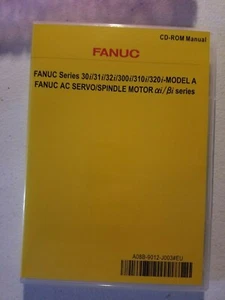 CD-ROM Manual
FANUC
FANUC Series 30i/31i/32i/300i/310i/320i-MODEL A
FANUC AC SERVO/SPINDLE MOTOR αi/βi series